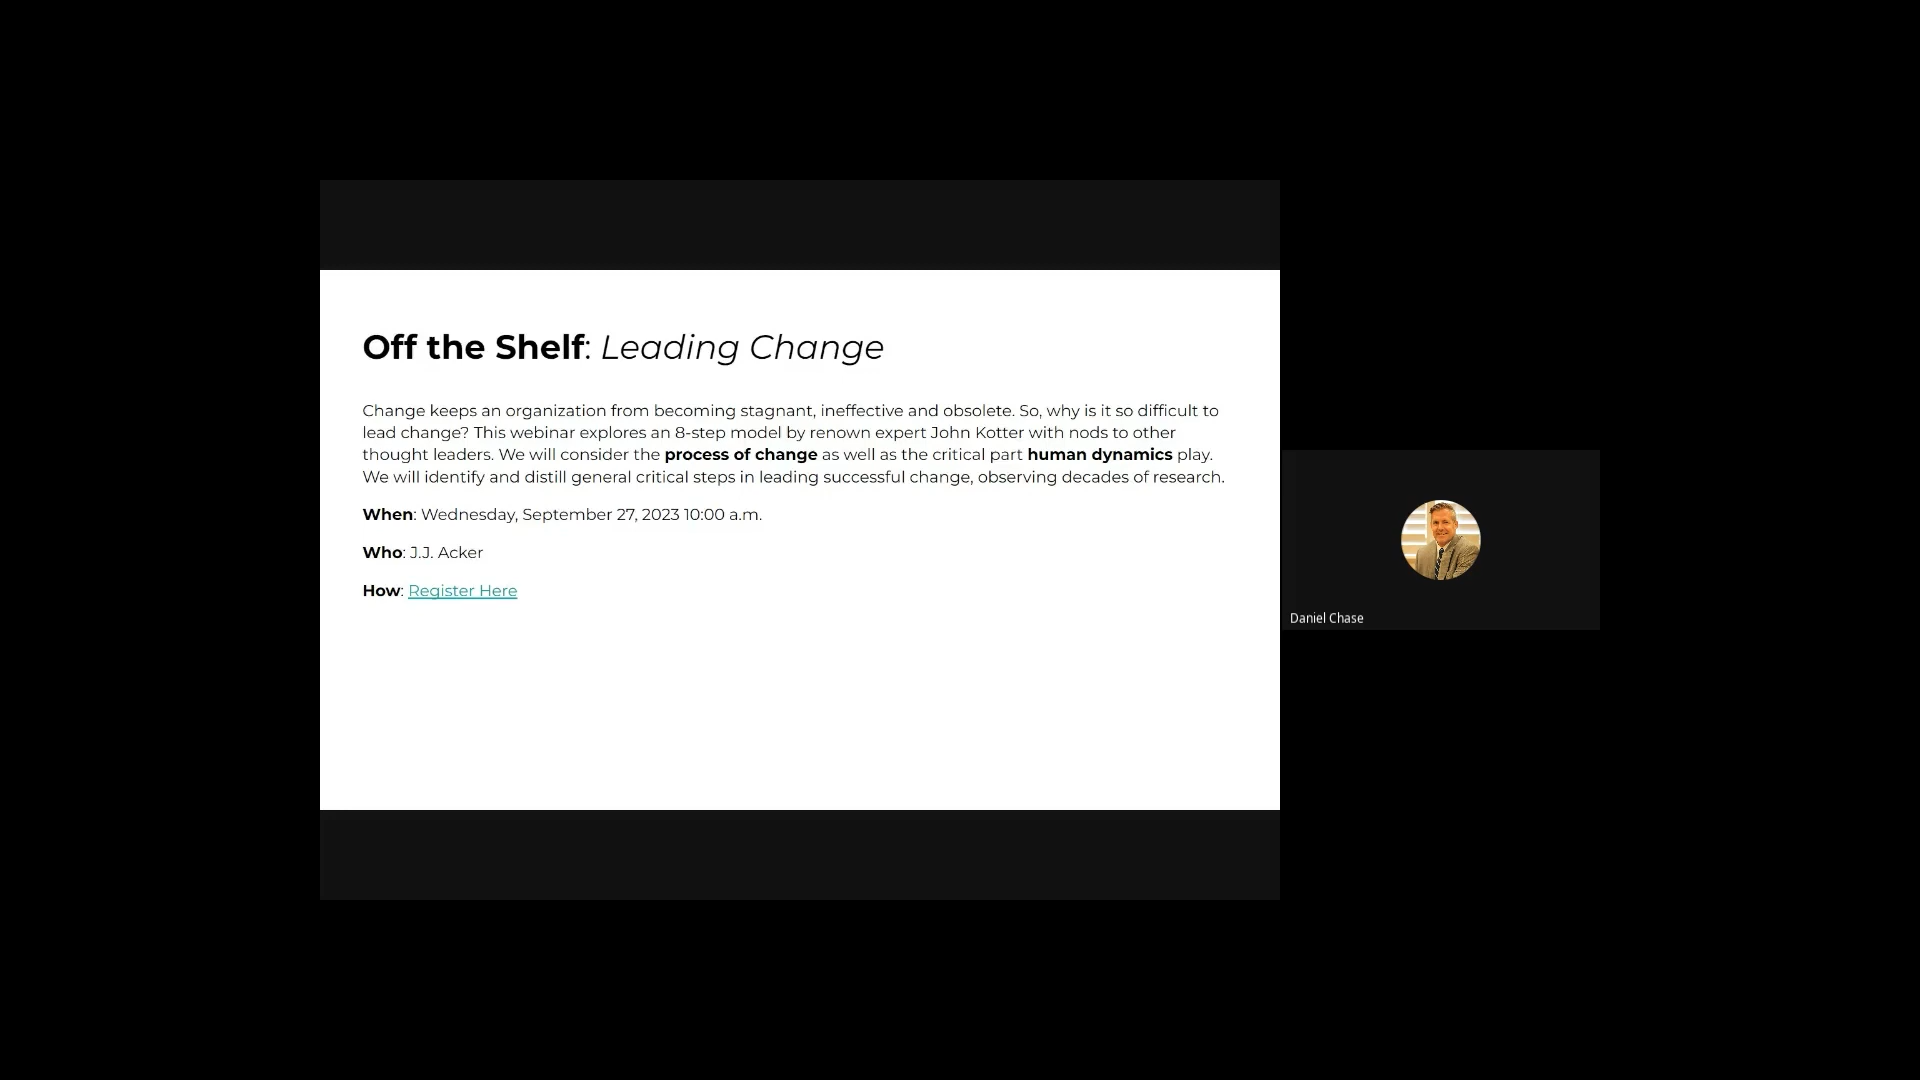 Off the Shelf: Leading Change
Change keeps an organization from becoming stagnant, ineffective and obsolete. So, why is it so difficult to
lead change? This webinar explores an 8-step model by renown expert John Kotter with nods to other
thought leaders. We will consider the process of change as well as the critical part human dynamics play.
We will identify and distill general critical steps in leading successful change, observing decades of research.
When: Wednesday, September 27, 2023 10:00 a.m.
Who: J.J. Acker
How: Register Here
Daniel Chase